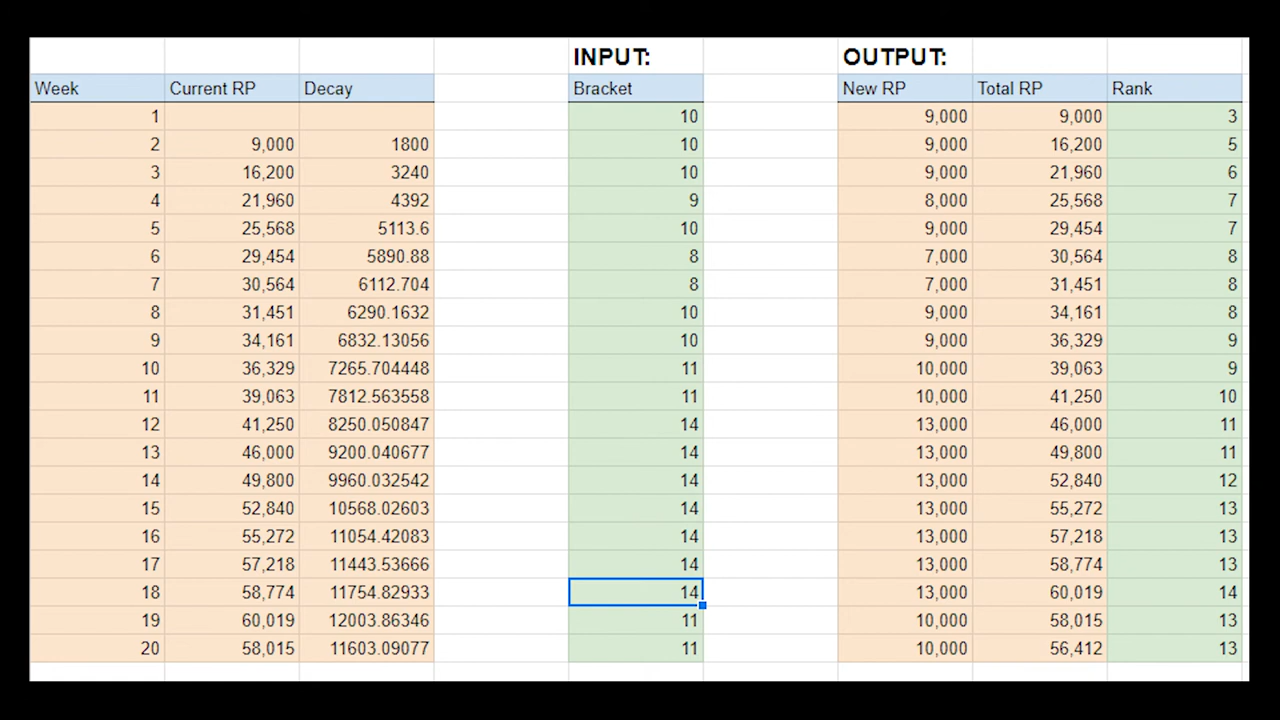 INPUT: OUTPUT:
Week Current RP Decay Bracket New RP Total RP Rank
1 10 9,000 9,000 3
2 9,000 1800 10 9,000 16,200 5
3 16,200 3240 10 9,000 21,960 6
4 21,960 4392 9 8,000 25,568 7
5 25,568 5113.6 10 9,000 29,454 7
6 29,454 5890.88 8 7,000 30,564 8
7 30,564 6112.704 8 7,000 31,451 8
8 31,451 6290.1632 10 9,000 34,161 8
9 34,161 6832.13056 10 9,000 36,329 9
10 36,329 7265.704448 11 10,000 39,063 9
11 39,063 7812.563558 11 10,000 41,250 10
12 41,250 8250.050847 14 13,000 46,000 11
13 46,000 9200.040677 14 13,000 49,800 11
14 49,800 9960.032542 14 13,000 52,840 12
15 52,840 10568.02603 14 13,000 55,272 13
16 55,272 11054.42083 14 13,000 57,218 13
17 57,218 11443.53666 14 13,000 58,774 13
18 58,774 11754.82933 14 13,000 60,019 14
19 60,019 12003.86346 11 10,000 58,015 13
20 58,015 11603.09077 11 10,000 56,412 13